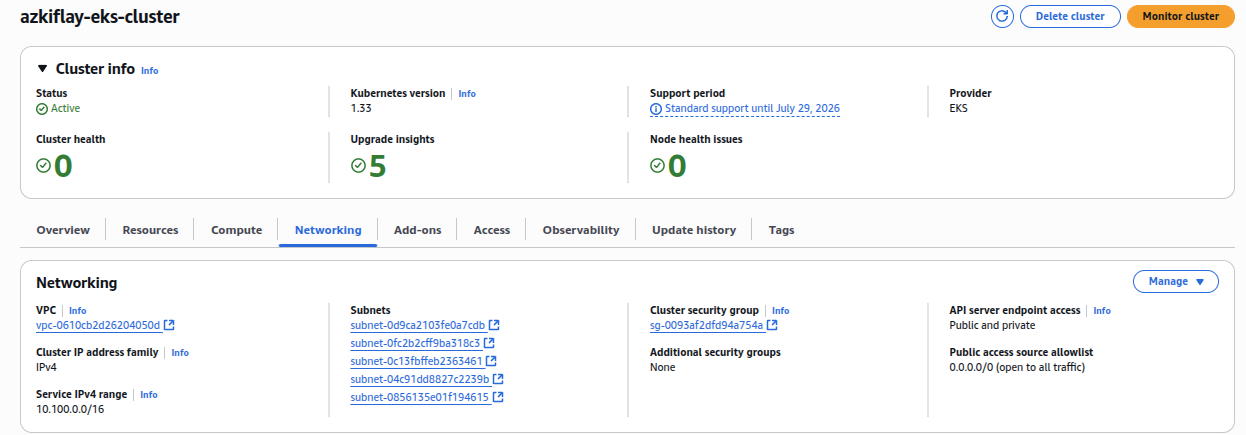 azkiflay-eks-cluster
Delete cluster
Monitor cluster
Cluster info Info
Status
Active
Kubernetes version Info
1.33
Support period
Standard support until July 29, 2026
Provider
EKS
Cluster health
0
Upgrade insights
5
Node health issues
0
Overview
Resources
Compute
Networking
Add-ons
Access
Observability
Update history
Tags
Networking
Manage
VPC Info
vpc-0610cb2d26204050d
Cluster IP address family Info
IPv4
Service IPv4 range Info
10.100.0.0/16
Subnets
subnet-0d9ca2103fe0a7cdb
subnet-0fc2b2cff9ba318c3
subnet-0c13fbffeb2363461
subnet-04c91dd8827c2239b
subnet-0856135e01f194615
Cluster security group Info
sg-0093af2dfd94a754a
Additional security groups
None
API server endpoint access Info
Public and private
Public access source allowlist
0.0.0.0/0 (open to all traffic)